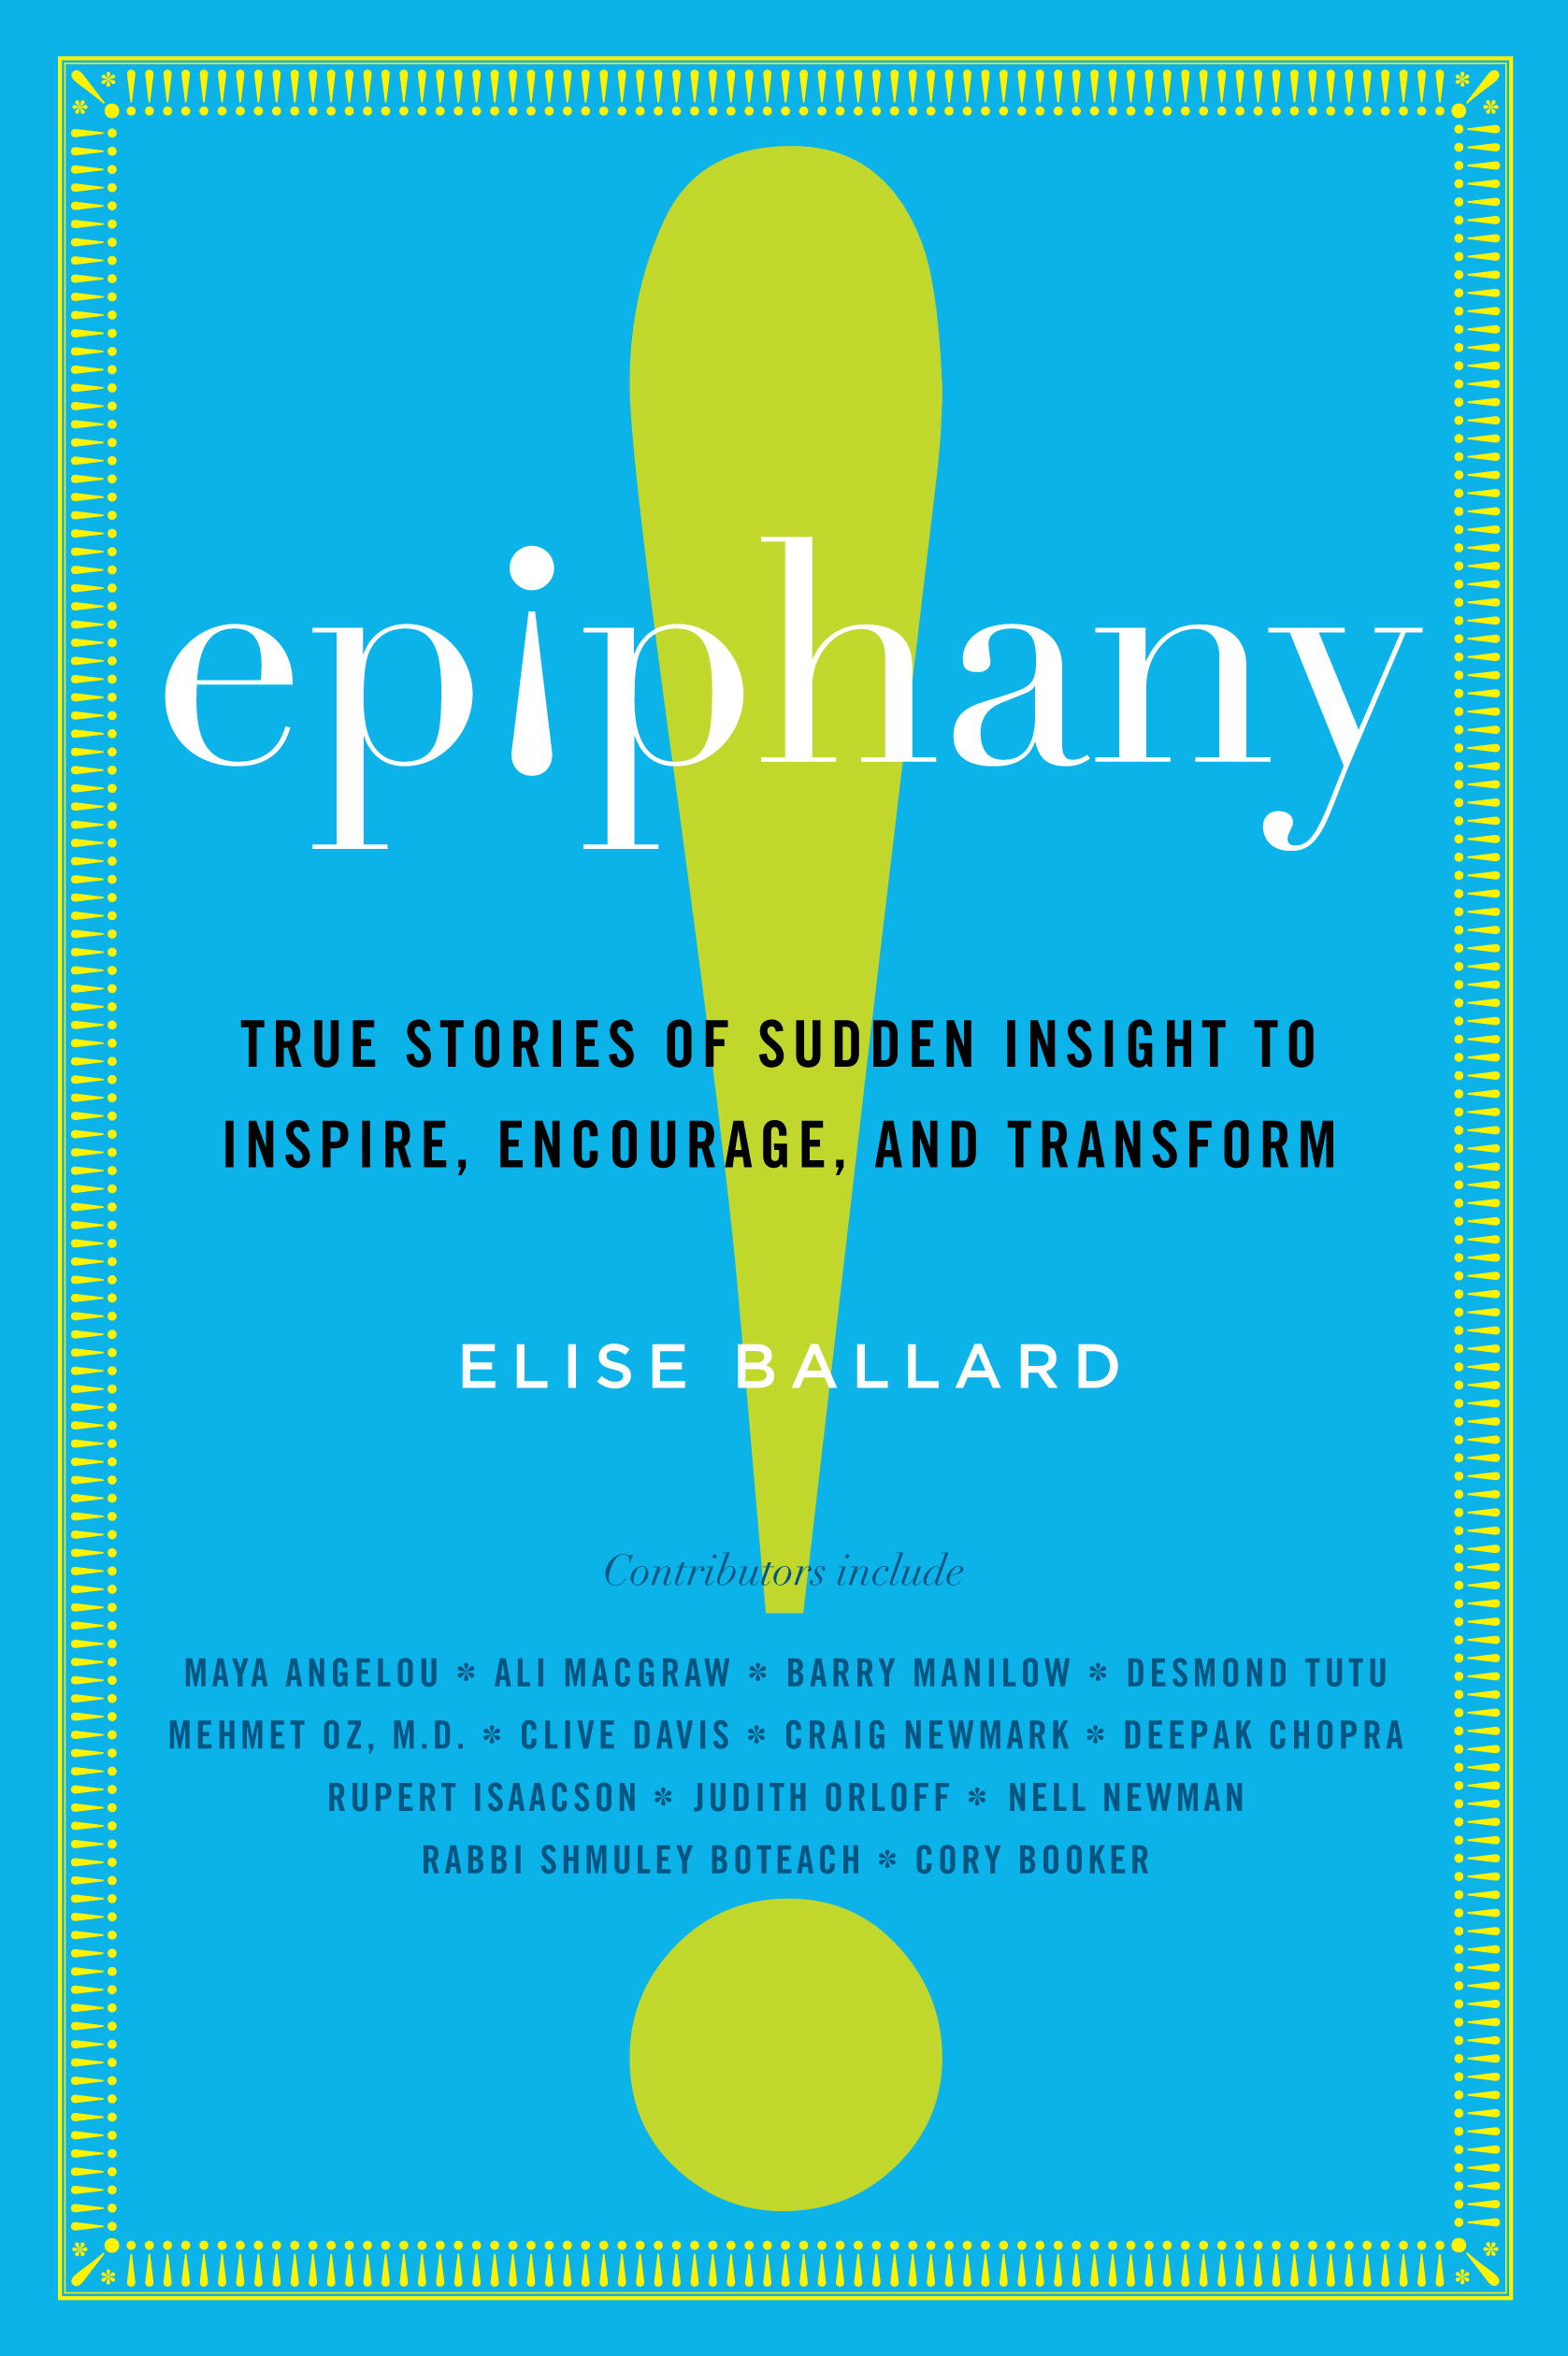 ep¡phany
TRUE STORIES OF SUDDEN INSIGHT TO
INSPIRE, ENCOURAGE, AND TRANSFORM
ELISE BALLARD
Contributors include
MAYA ANGELOU * ALI MACGRAW * BARRY MANILOW * DESMOND TUTU
MEHMET OZ, M.D. * CLIVE DAVIS * CRAIG NEWMARK * DEEPAK CHOPRA
RUPERT ISAACSON * JUDITH ORLOFF * NELL NEWMAN
RABBI SHMULEY BOTEACH * CORY BOOKER